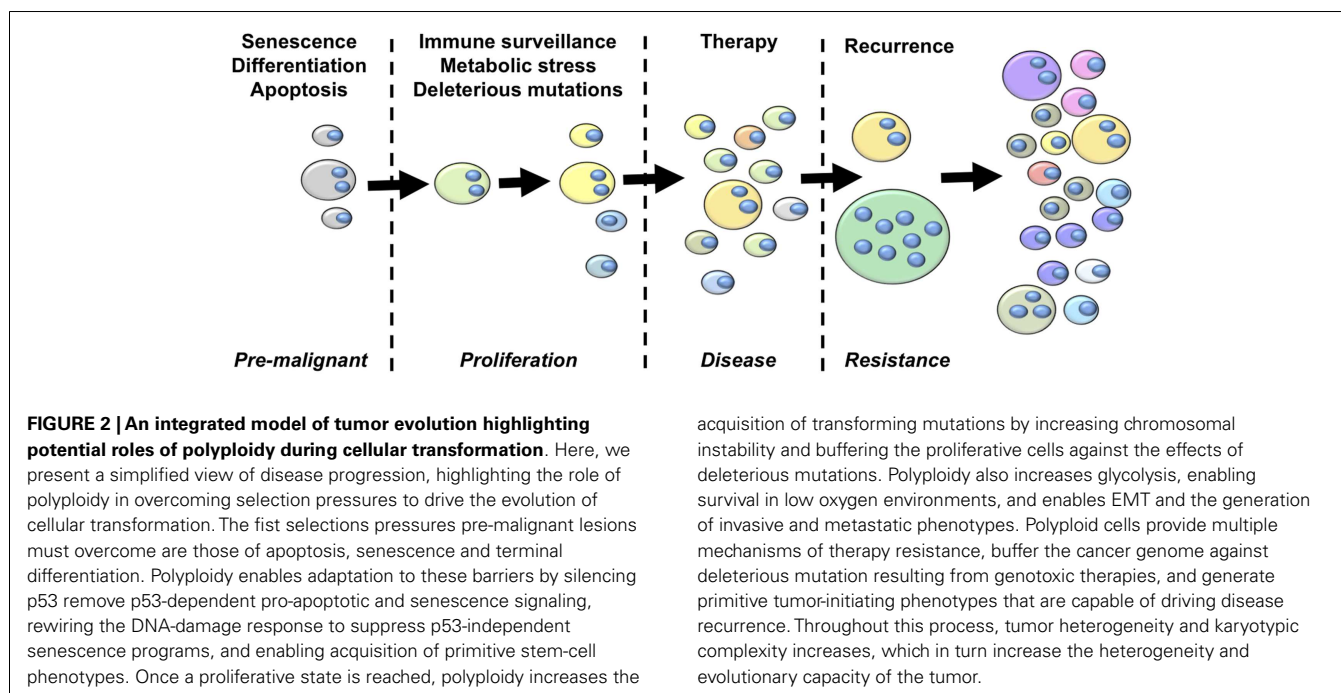 Senescence
Differentiation
Apoptosis
Immune surveillance
Metabolic stress
Deleterious mutations
Therapy
Recurrence
Pre-malignant
Proliferation
Disease
Resistance
FIGURE 2 | An integrated model of tumor evolution highlighting
potential roles of polyploidy during cellular transformation. Here, we
present a simplified view of disease progression, highlighting the role of
polyploidy in overcoming selection pressures to drive the evolution of
cellular transformation. The fist selections pressures pre-malignant lesions
must overcome are those of apoptosis, senescence and terminal
differentiation. Polyploidy enables adaptation to these barriers by silencing
p53 remove p53-dependent pro-apoptotic and senescence signaling,
rewiring the DNA-damage response to suppress p53-independent
senescence programs, and enabling acquisition of primitive stem-cell
phenotypes. Once a proliferative state is reached, polyploidy increases the
acquisition of transforming mutations by increasing chromosomal
instability and buffering the proliferative cells against the effects of
deleterious mutations. Polyploidy also increases glycolysis, enabling
survival in low oxygen environments, and enables EMT and the generation
of invasive and metastatic phenotypes. Polyploid cells provide multiple
mechanisms of therapy resistance, buffer the cancer genome against
deleterious mutation resulting from genotoxic therapies, and generate
primitive tumor-initiating phenotypes that are capable of driving disease
recurrence. Throughout this process, tumor heterogeneity and karyotypic
complexity increases, which in turn increase the heterogeneity and
evolutionary capacity of the tumor.